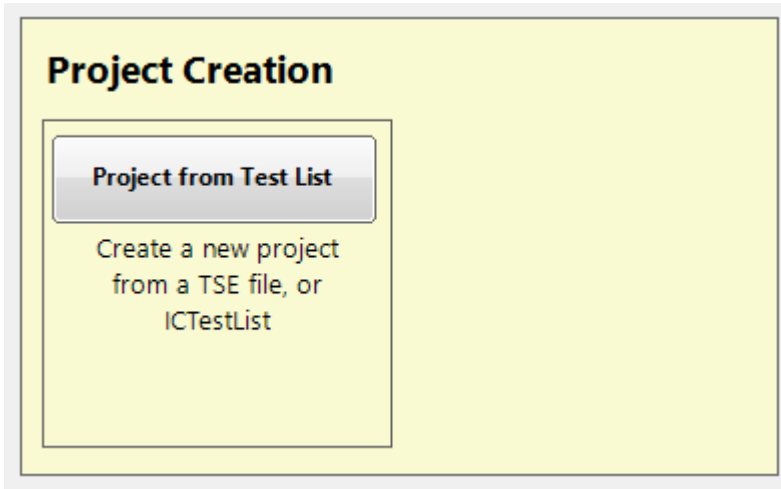 Project Creation
Project from Test List
Create a new project
from a TSE file, or
ICTestList